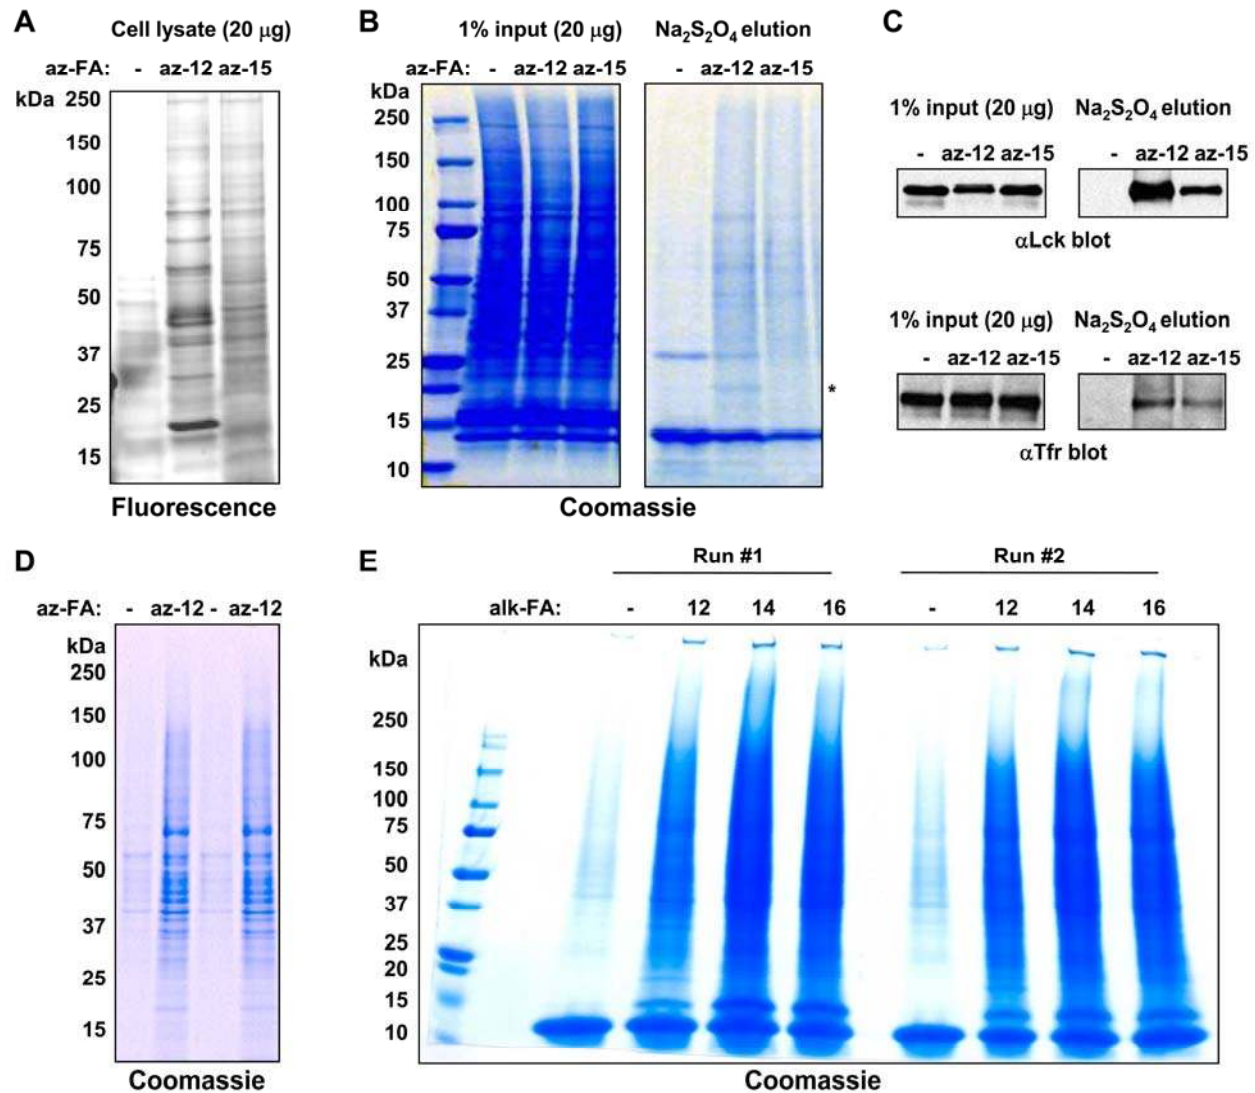 A
Cell lysate (20 μg)
az-FA: - az-12 az-15
kDa
250
150
100
75
50
37
25
15
Fluorescence
B
1% input (20 μg) Na₂S₂O₄ elution
az-FA: - az-12 az-15 - az-12 az-15
kDa
250
150
100
75
50
37
25
15
10
*
Coomassie
C
1% input (20 μg) Na₂S₂O₄ elution
- az-12 az-15 - az-12 az-15
αLck blot
1% input (20 μg) Na₂S₂O₄ elution
- az-12 az-15 - az-12 az-15
αTfr blot
D
az-FA: - az-12 - az-12
kDa
250
150
100
75
50
37
25
15
Coomassie
E
Run #1 Run #2
alk-FA: - 12 14 16 - 12 14 16
kDa
250
150
100
75
50
37
25
20
15
10
Coomassie